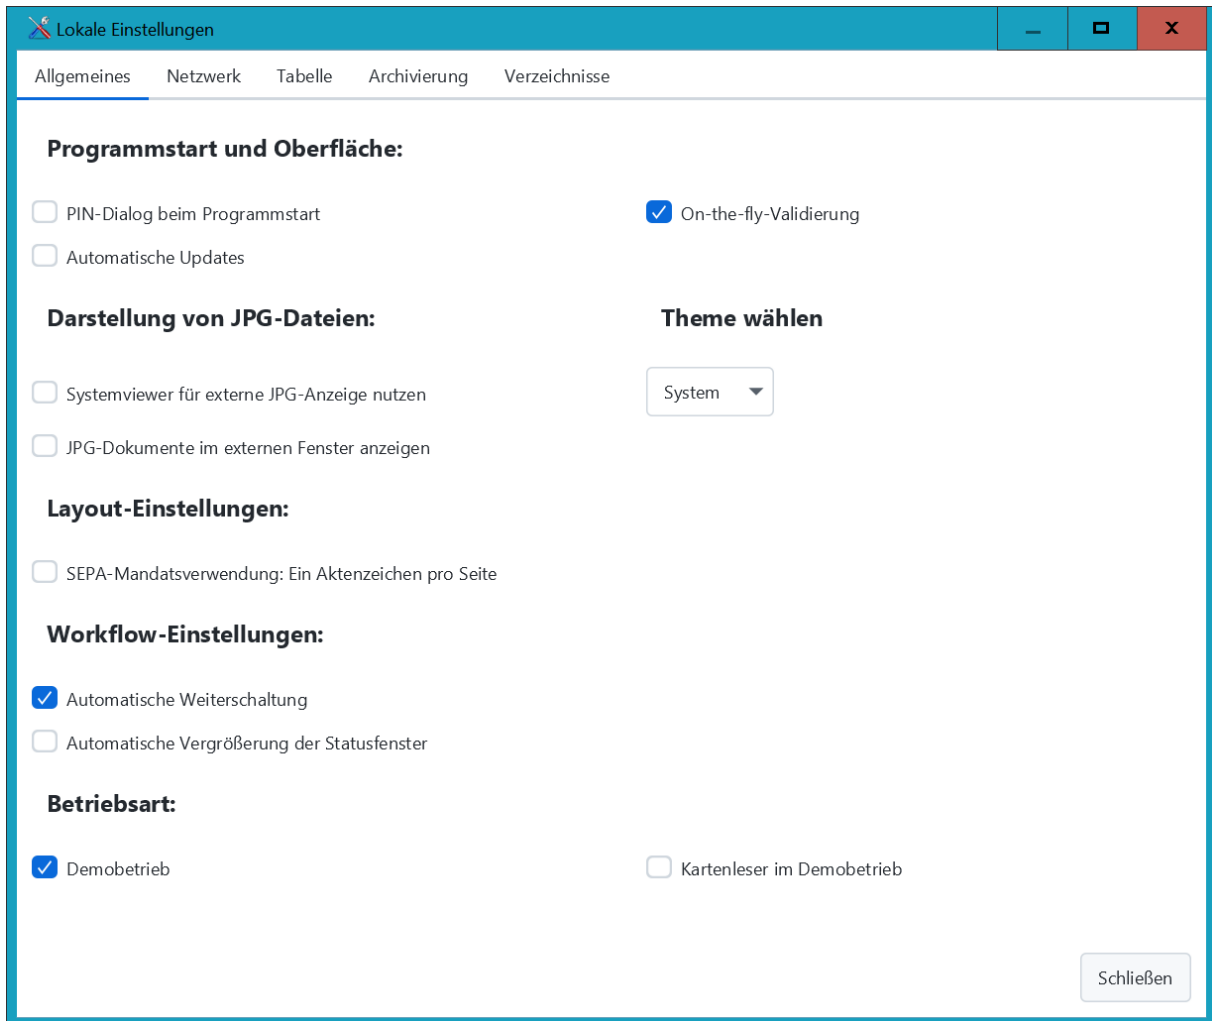 Lokale Einstellungen
Allgemeines Netzwerk Tabelle Archivierung Verzeichnisse
Programmstart und Oberfläche:
PIN-Dialog beim Programmstart
On-the-fly-Validierung
Automatische Updates
Darstellung von JPG-Dateien:
Theme wählen
Systemviewer für externe JPG-Anzeige nutzen
System
JPG-Dokumente im externen Fenster anzeigen
Layout-Einstellungen:
SEPA-Mandatsverwendung: Ein Aktenzeichen pro Seite
Workflow-Einstellungen:
Automatische Weiterschaltung
Automatische Vergrößerung der Statusfenster
Betriebsart:
Demobetrieb
Kartenleser im Demobetrieb
Schließen